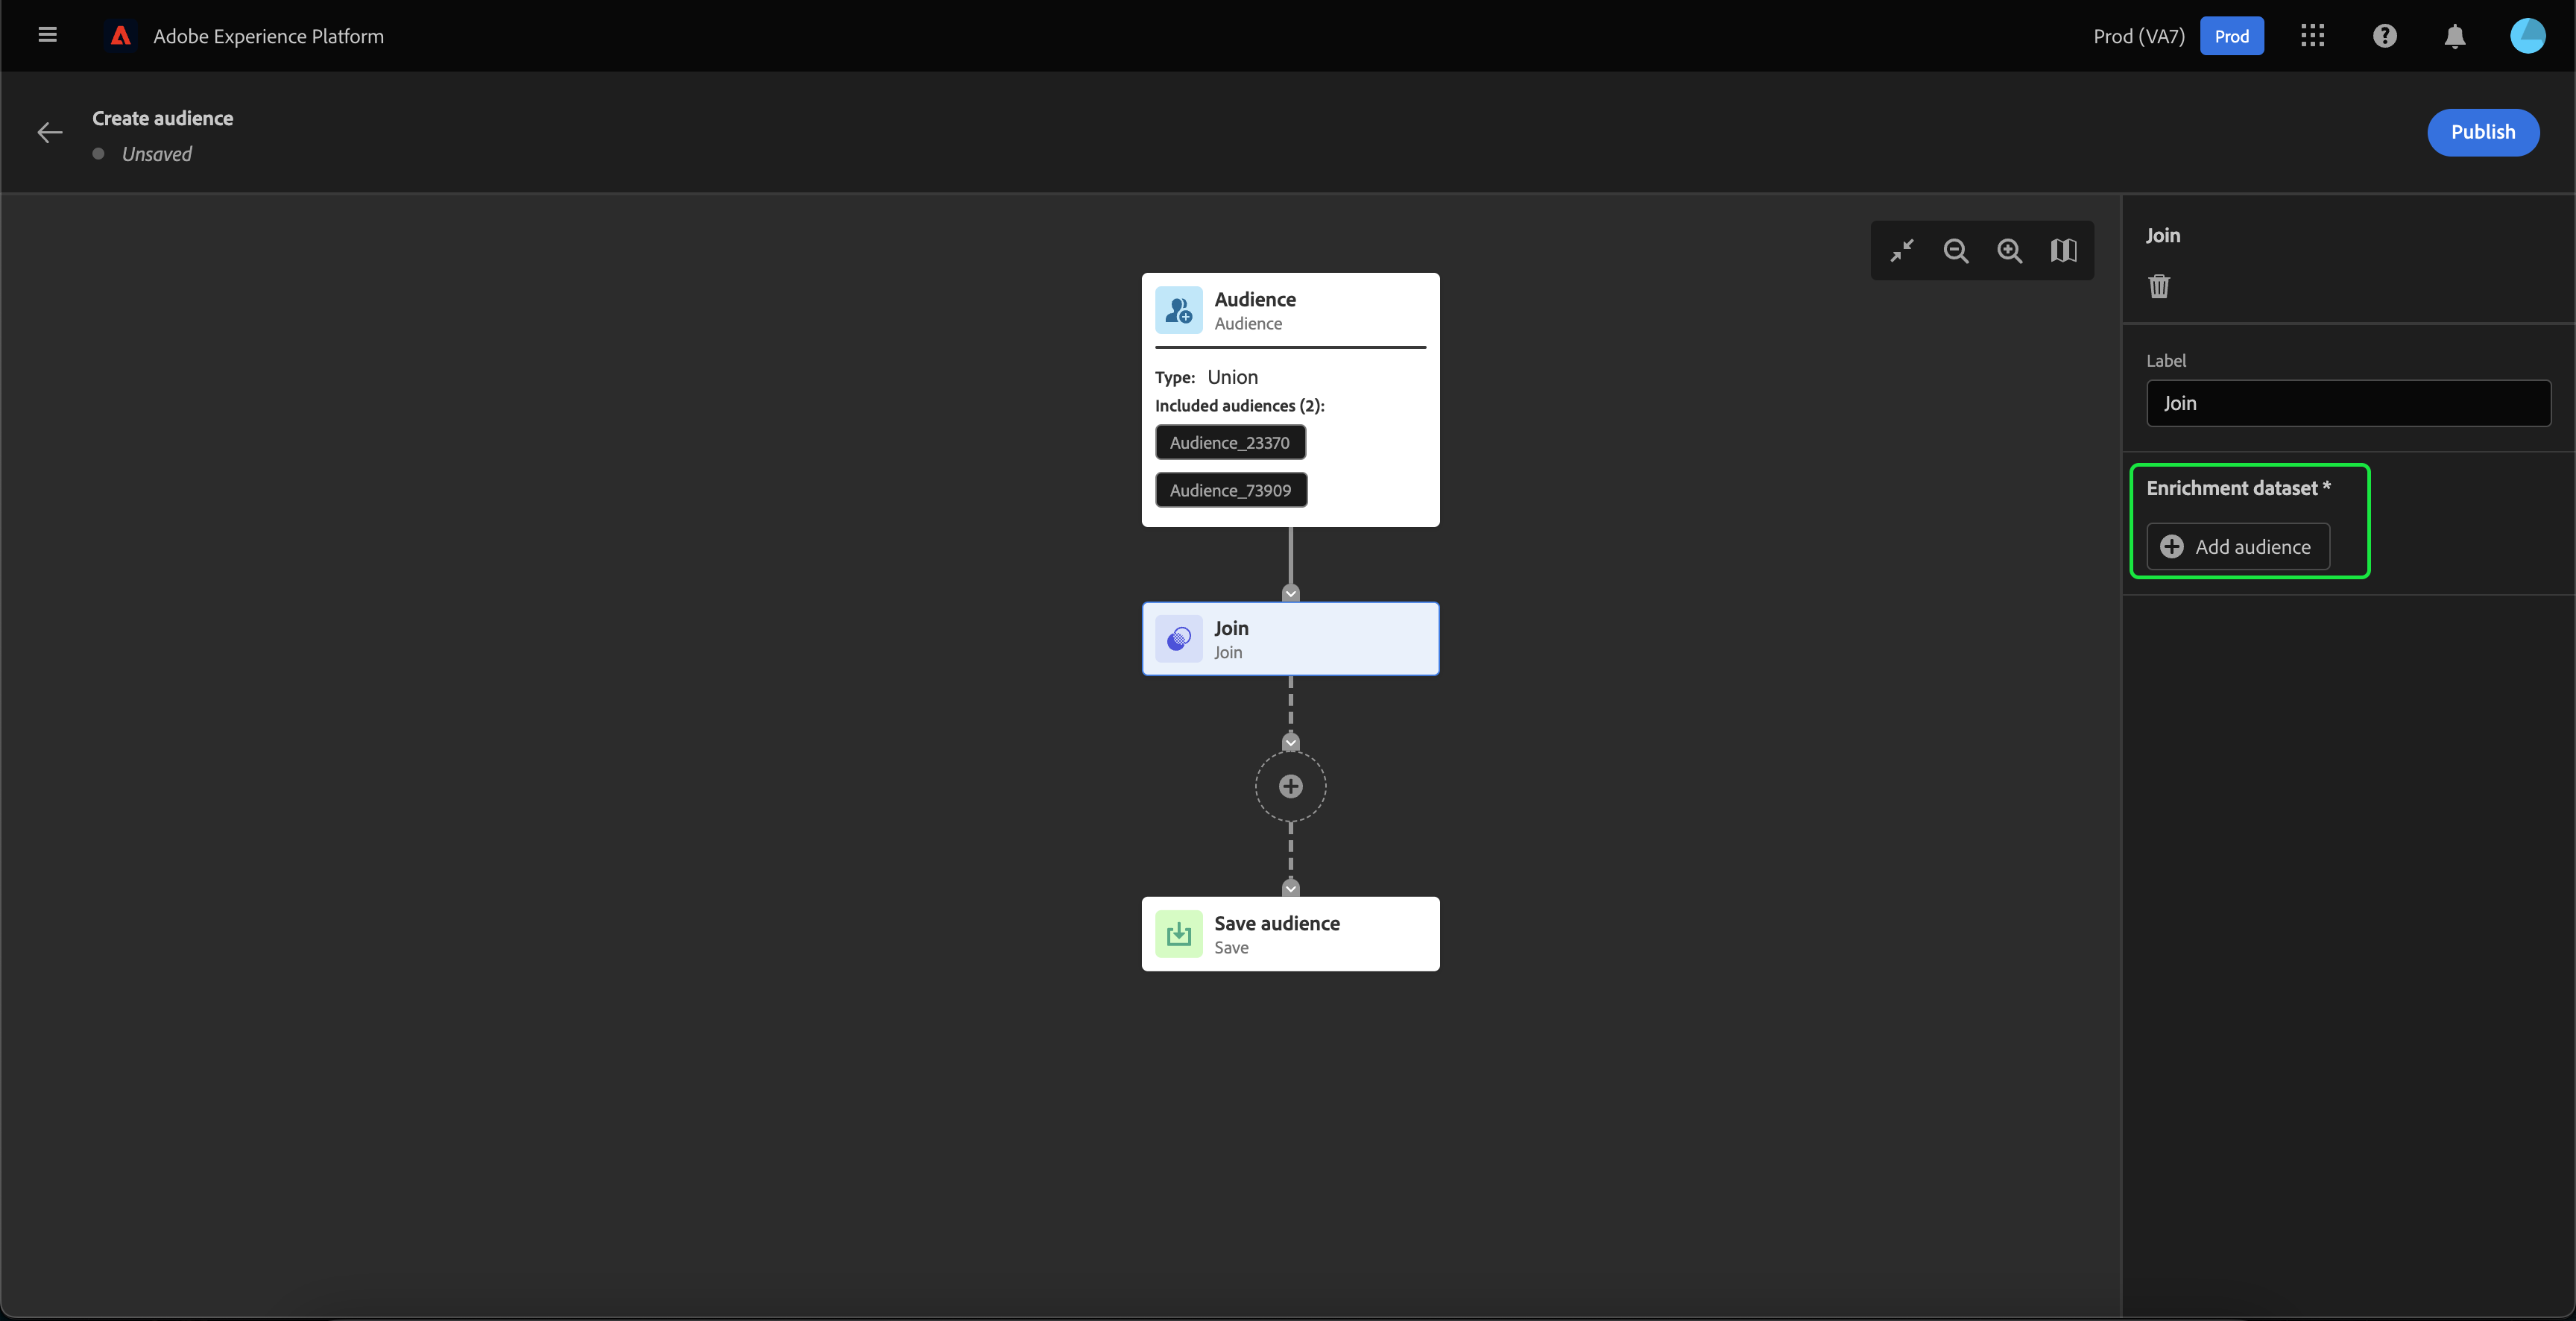 Adobe Experience Platform
Prod (VA7)
Prod
Create audience
Unsaved
Publish
Audience
Audience
Type: Union
Included audiences (2):
Audience_23370
Audience_73909
Join
Join
Save audience
Save
Join
Label
Join
Enrichment dataset *
Add audience